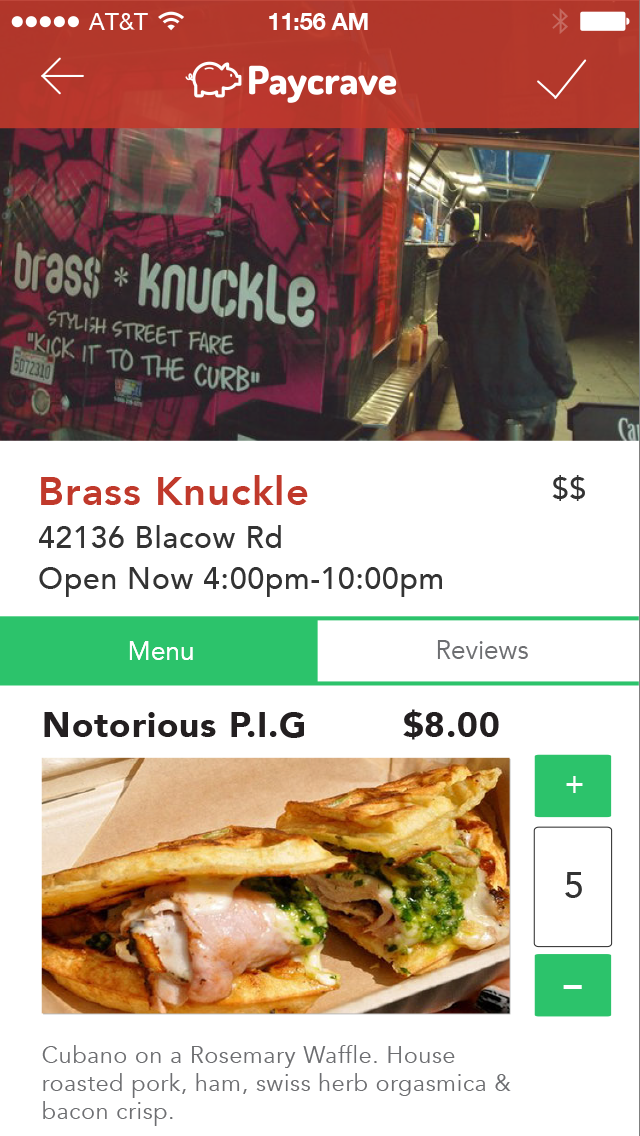 AT&T 11:56 AM
Paycrave
brass * knuckle
STYLISH STREET FARE
"KICK IT TO THE CURB"
5D72310
Ca
Brass Knuckle $$
42136 Blacow Rd
Open Now 4:00pm-10:00pm
Menu Reviews
Notorious P.I.G $8.00
+
5
−
Cubano on a Rosemary Waffle. House
roasted pork, ham, swiss herb orgasmica &
bacon crisp.